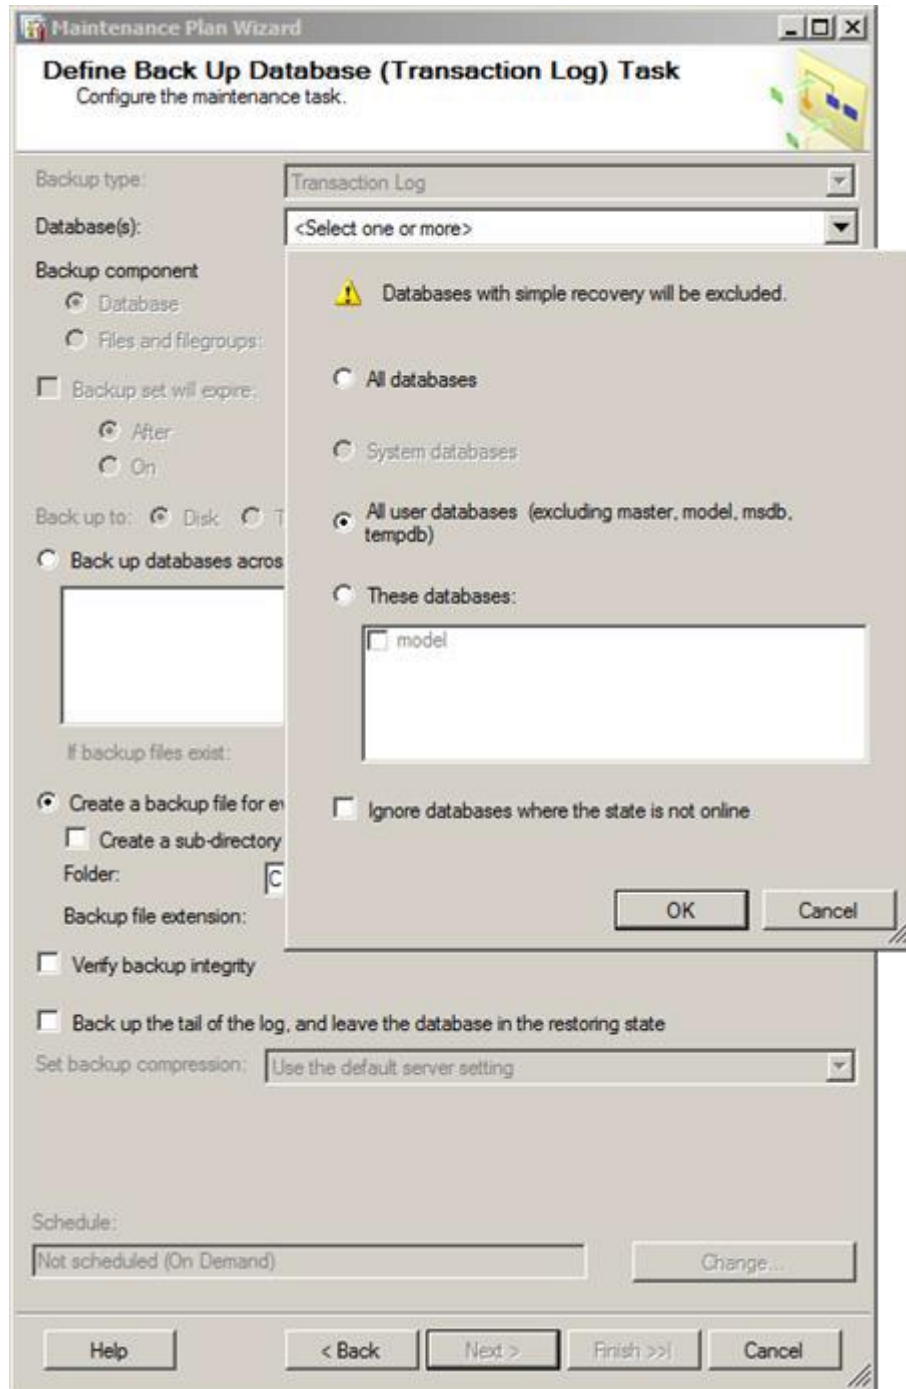 Maintenance Plan Wizard
Define Back Up Database (Transaction Log) Task
Configure the maintenance task.
Backup type: Transaction Log
Database(s): <Select one or more>
Backup component
Database
Files and filegroups:
Backup set will expire:
After
On
Back up to: Disk T
Back up databases acros
If backup files exist:
Create a backup file for ev
Create a sub-directory
Folder: C
Backup file extension:
Databases with simple recovery will be excluded.
All databases
System databases
All user databases (excluding master, model, msdb,
tempdb)
These databases:
model
Ignore databases where the state is not online
OK Cancel
Verify backup integrity
Back up the tail of the log, and leave the database in the restoring state
Set backup compression: Use the default server setting
Schedule:
Not scheduled (On Demand) Change...
Help < Back Next > Finish >>| Cancel